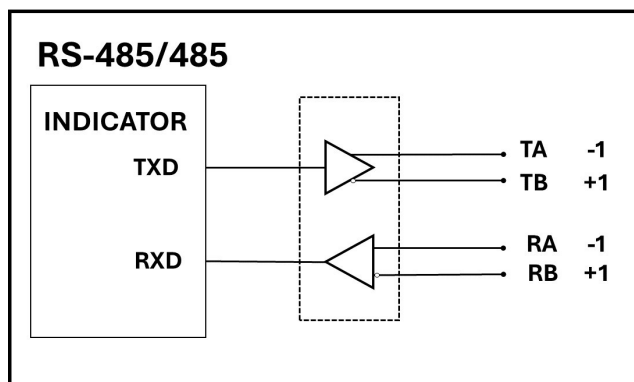 RS-485/485
INDICATOR
TXD
TA -1
TB +1
RXD
RA -1
RB +1